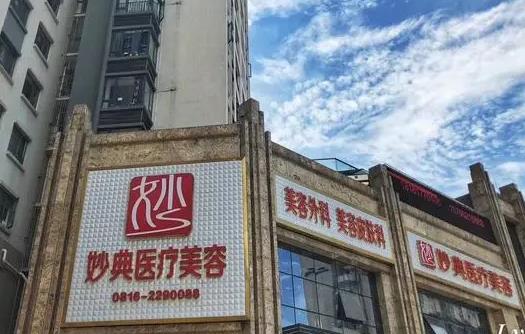 妙
妙典医疗美容
0816-2290088
美容外科 美容皮肤科
妙 妙典医疗美容